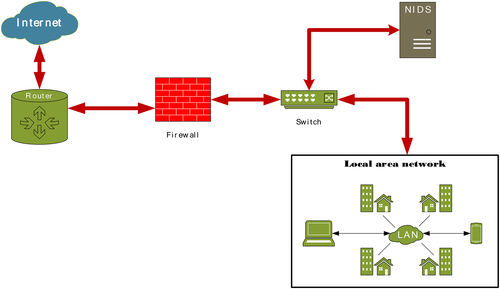 Internet
NIDS
Router
Firewall
Switch
Local area network
LAN